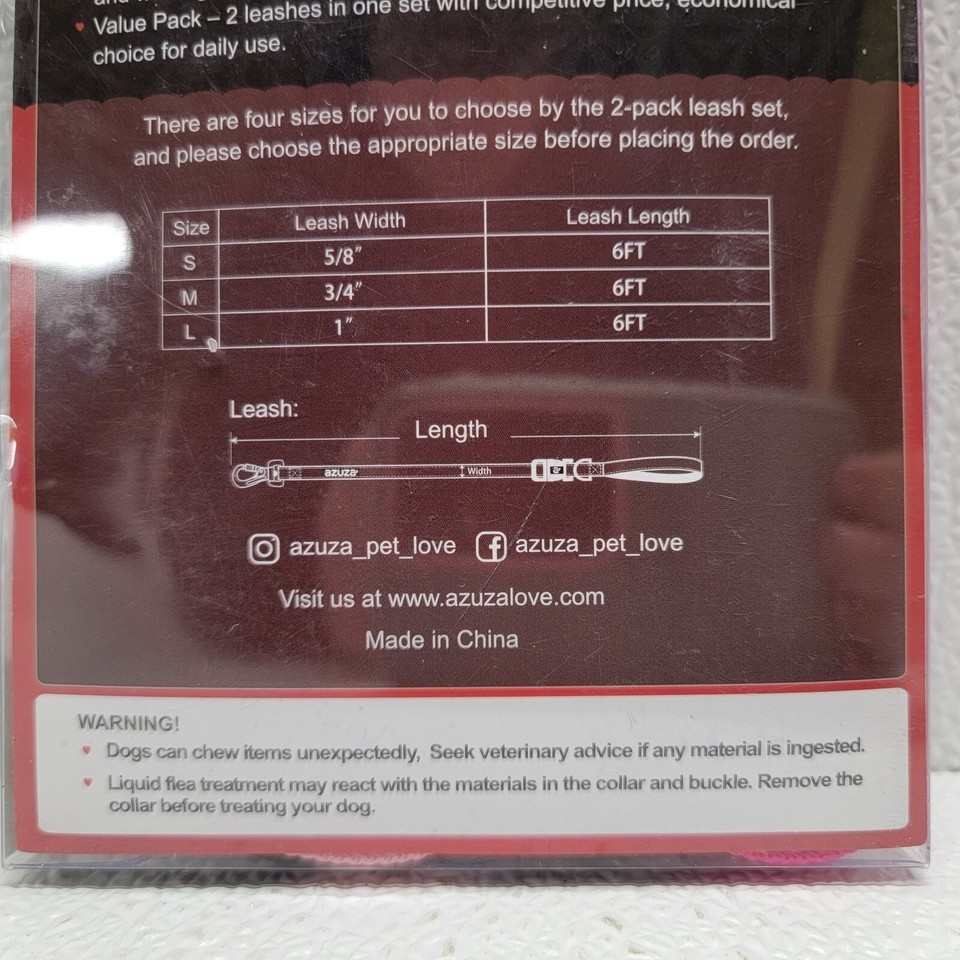 Value Pack – 2 leashes in one set with competitive price, economical
choice for daily use.
There are four sizes for you to choose by the 2-pack leash set,
and please choose the appropriate size before placing the order.
Size Leash Width Leash Length
S 5/8" 6FT
M 3/4" 6FT
L 1" 6FT
Leash:
Length
azuza Width
azuza_pet_love azuza_pet_love
Visit us at www.azuzalove.com
Made in China
WARNING!
Dogs can chew items unexpectedly, Seek veterinary advice if any material is ingested.
Liquid flea treatment may react with the materials in the collar and buckle. Remove the
collar before treating your dog.